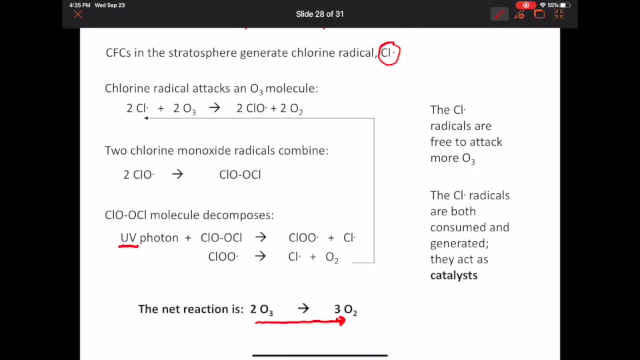 4:35 PM Wed Sep 23
Slide 28 of 31
55%
CFCs in the stratosphere generate chlorine radical, Cl·
Chlorine radical attacks an O₃ molecule:
2 Cl· + 2 O₃ → 2 ClO· + 2 O₂
Two chlorine monoxide radicals combine:
2 ClO· → ClO-OCl
ClO-OCl molecule decomposes:
UV photon + ClO-OCl → ClOO· + Cl·
ClOO· → Cl· + O₂
The net reaction is: 2 O₃ → 3 O₂
The Cl·
radicals are
free to attack
more O₃
The Cl· radicals
are both
consumed and
generated;
they act as
catalysts